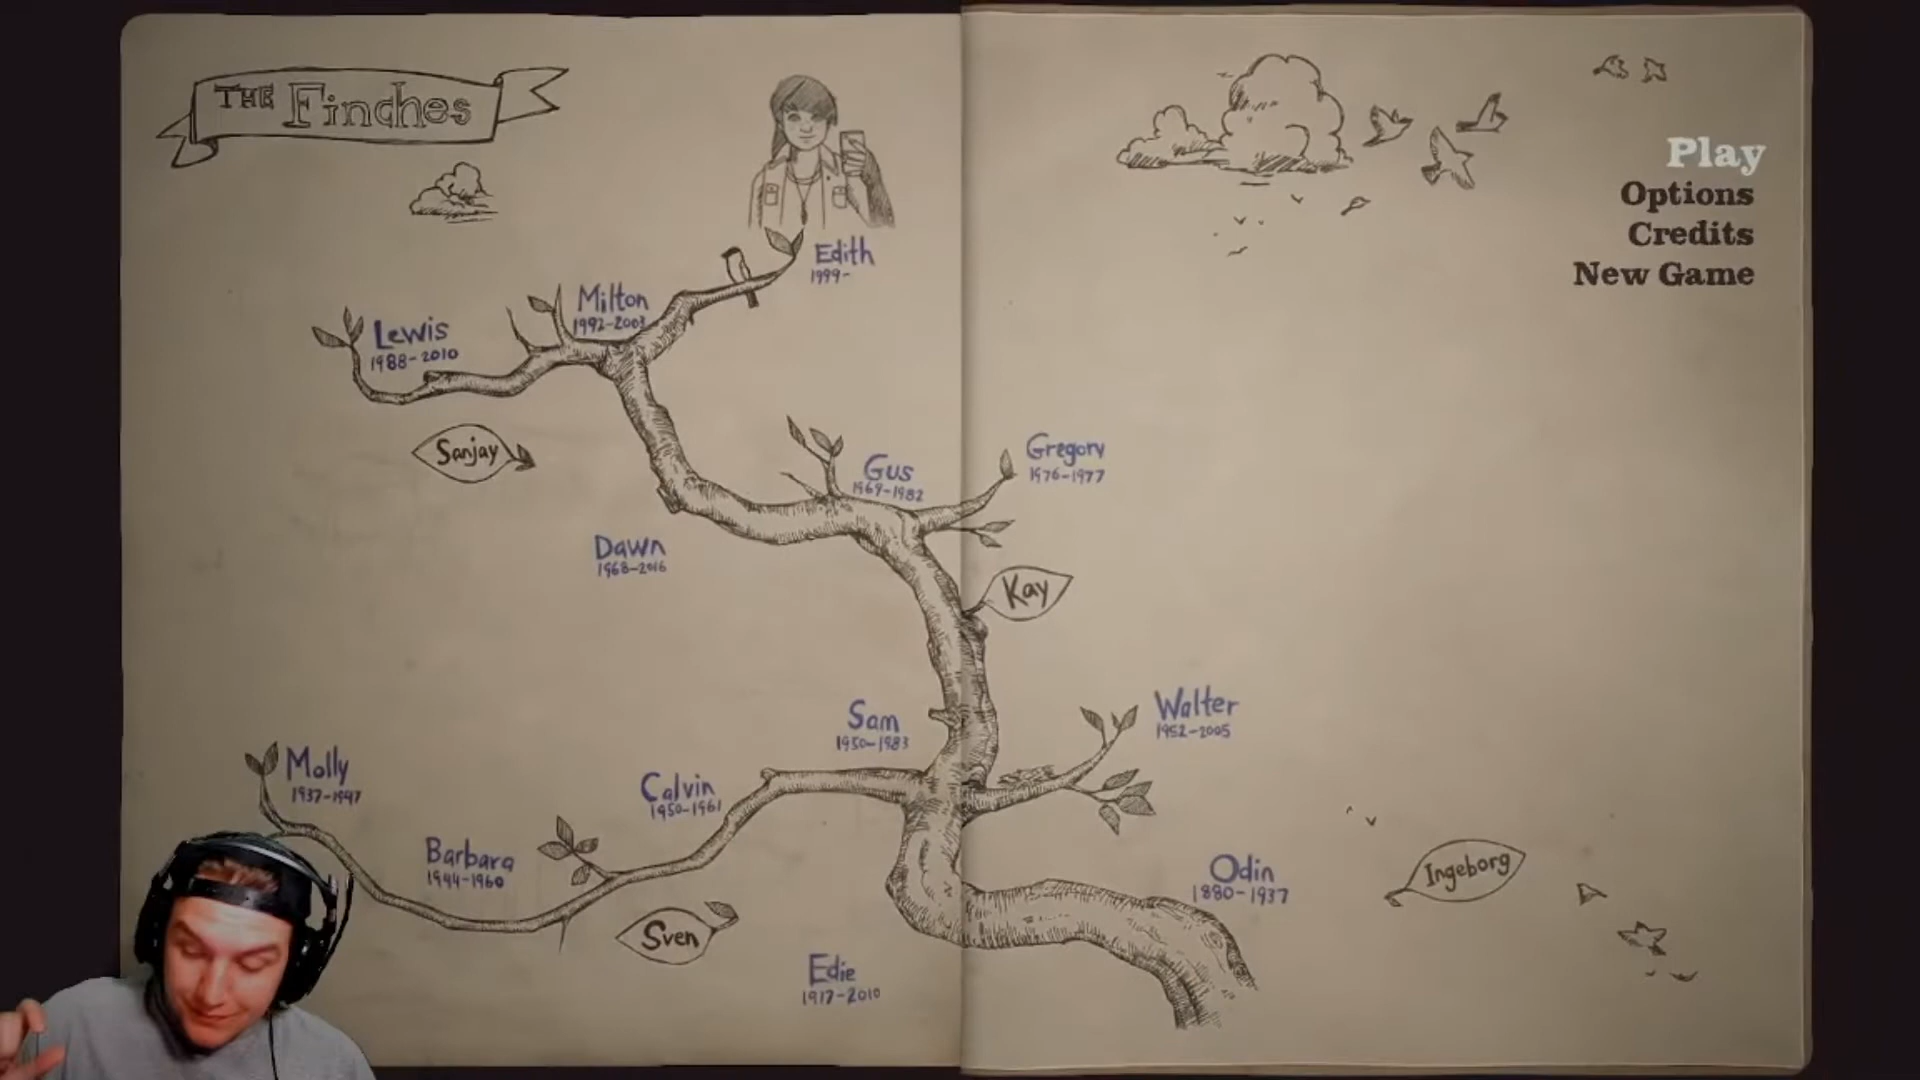 THE Finches
Play
Options
Credits
New Game
Edith
1999-
Milton
1992-2003
Lewis
1988-2010
Sanjay
Gus
1969-1982
Gregory
1976-1977
Dawn
1968-2016
Kay
Sam
1950-1983
Walter
1952-2005
Molly
1937-1947
Calvin
1950-1961
Barbara
1944-1960
Sven
Odin
1880-1937
Ingeborg
Edie
1917-2010